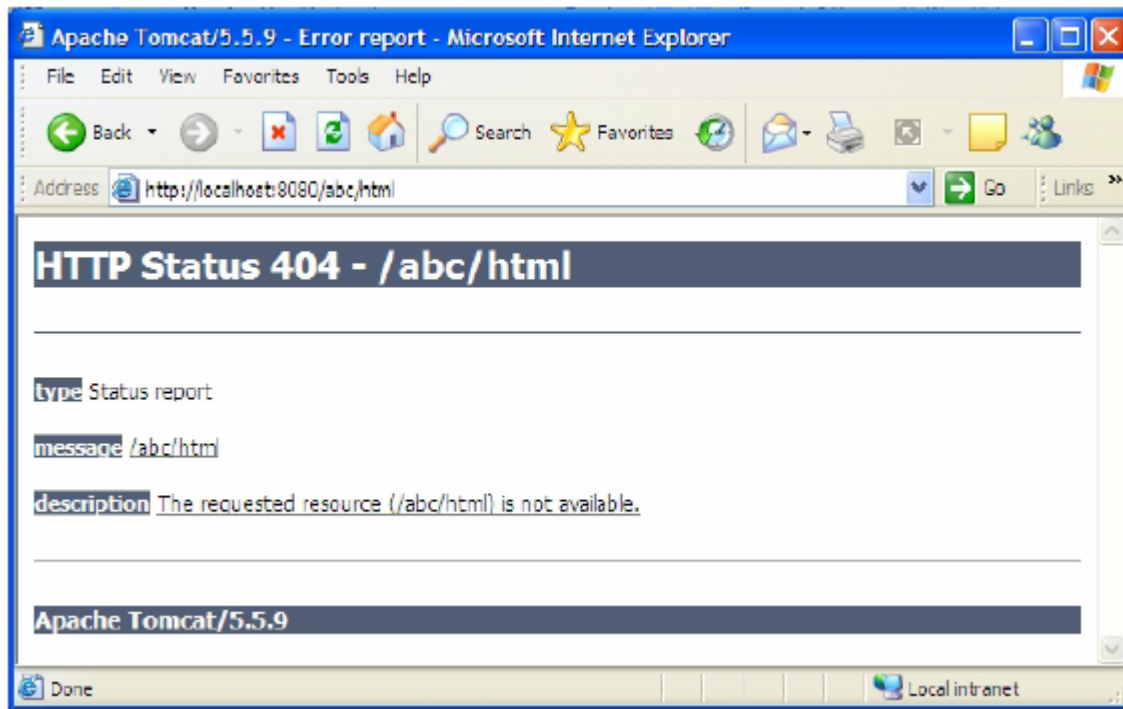 Apache Tomcat/5.5.9 - Error report - Microsoft Internet Explorer
File Edit View Favorites Tools Help
Back Search Favorites
Address http://localhost:8080/abc/html Go Links »
HTTP Status 404 - /abc/html
type Status report
message /abc/html
description The requested resource (/abc/html) is not available.
Apache Tomcat/5.5.9
Done Local intranet